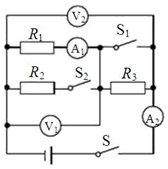 V₂
R₁ A₁ S₁
R₂ S₂ R₃
V₁ A₂
S